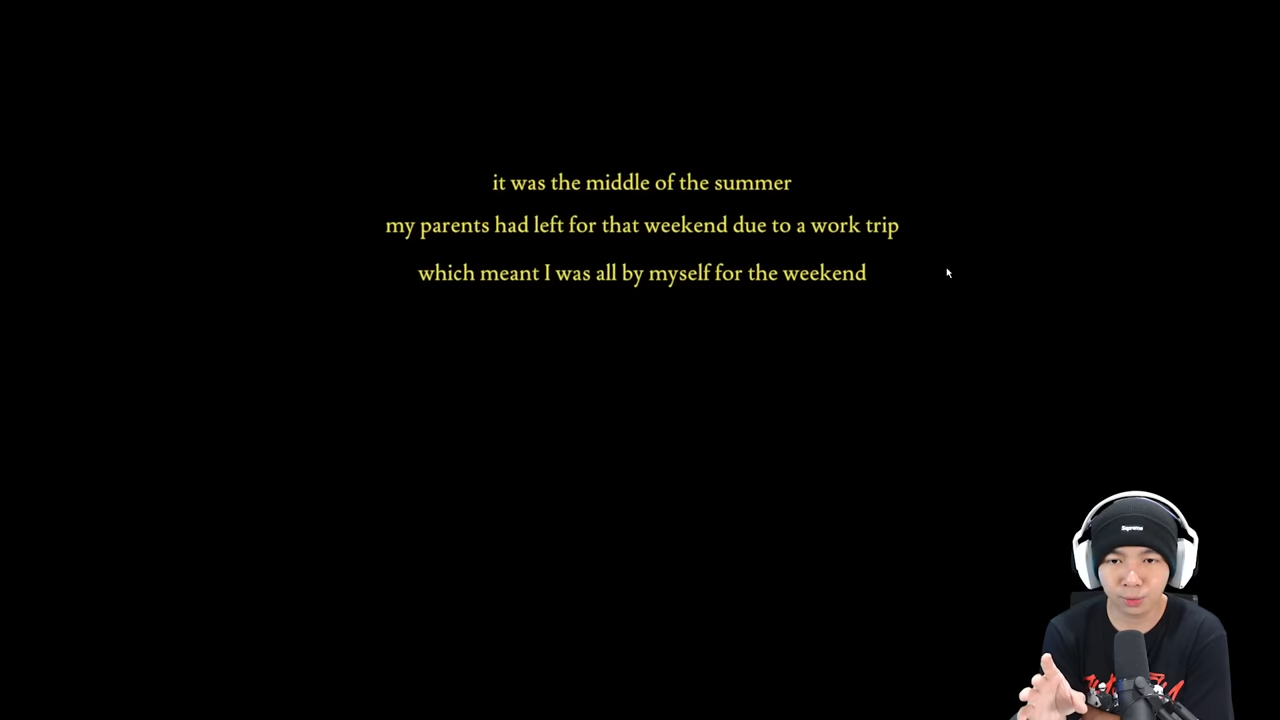 it was the middle of the summer
my parents had left for that weekend due to a work trip
which meant I was all by myself for the weekend
Supreme